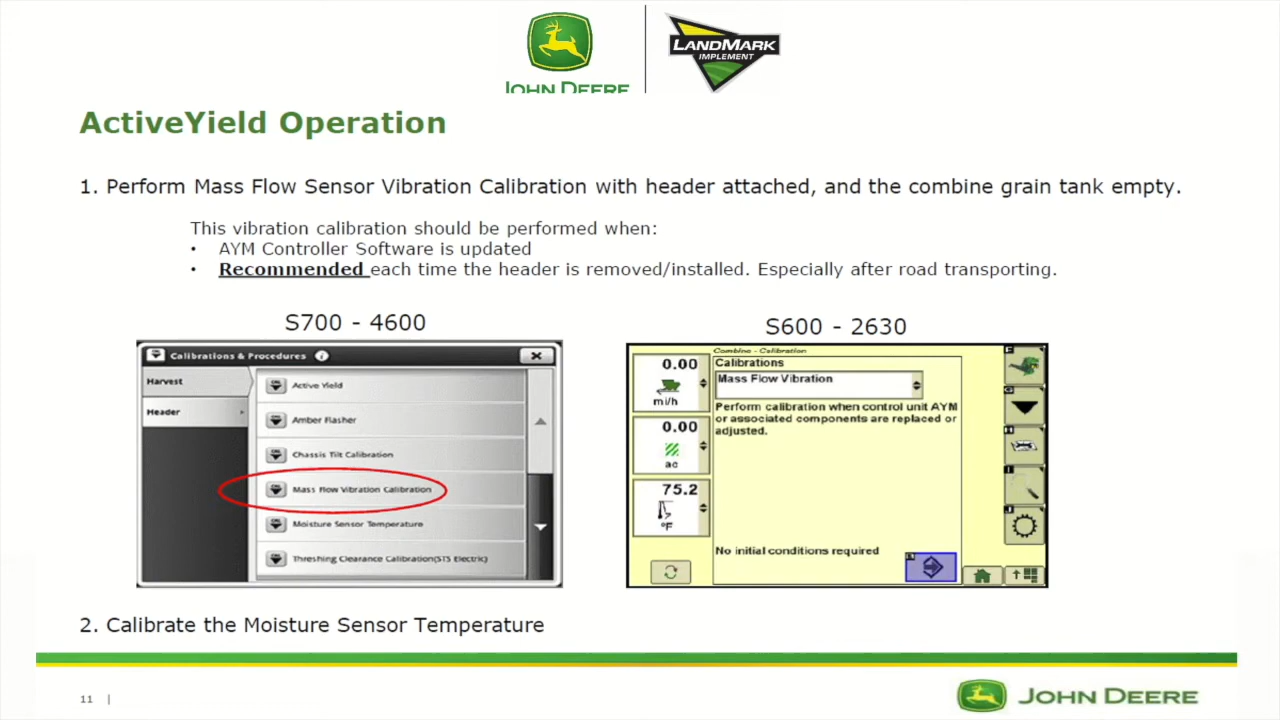 JOHN DEERE
LANDMARK
IMPLEMENT
ActiveYield Operation
1. Perform Mass Flow Sensor Vibration Calibration with header attached, and the combine grain tank empty.
This vibration calibration should be performed when:
• AYM Controller Software is updated
• Recommended each time the header is removed/installed. Especially after road transporting.
S700 - 4600
Calibrations & Procedures
Harvest
Header
Active Yield
Amber Flasher
Chassis Tilt Calibration
Mass Flow Vibration Calibration
Moisture Sensor Temperature
Threshing Clearance Calibration(STS Electric)
S600 - 2630
Combine - Calibration
0.00
mi/h
0.00
ac
75.2
°F
Calibrations
Mass Flow Vibration
Perform calibration when control unit AYM
or associated components are replaced or
adjusted.
No initial conditions required
2. Calibrate the Moisture Sensor Temperature
11 |
JOHN DEERE